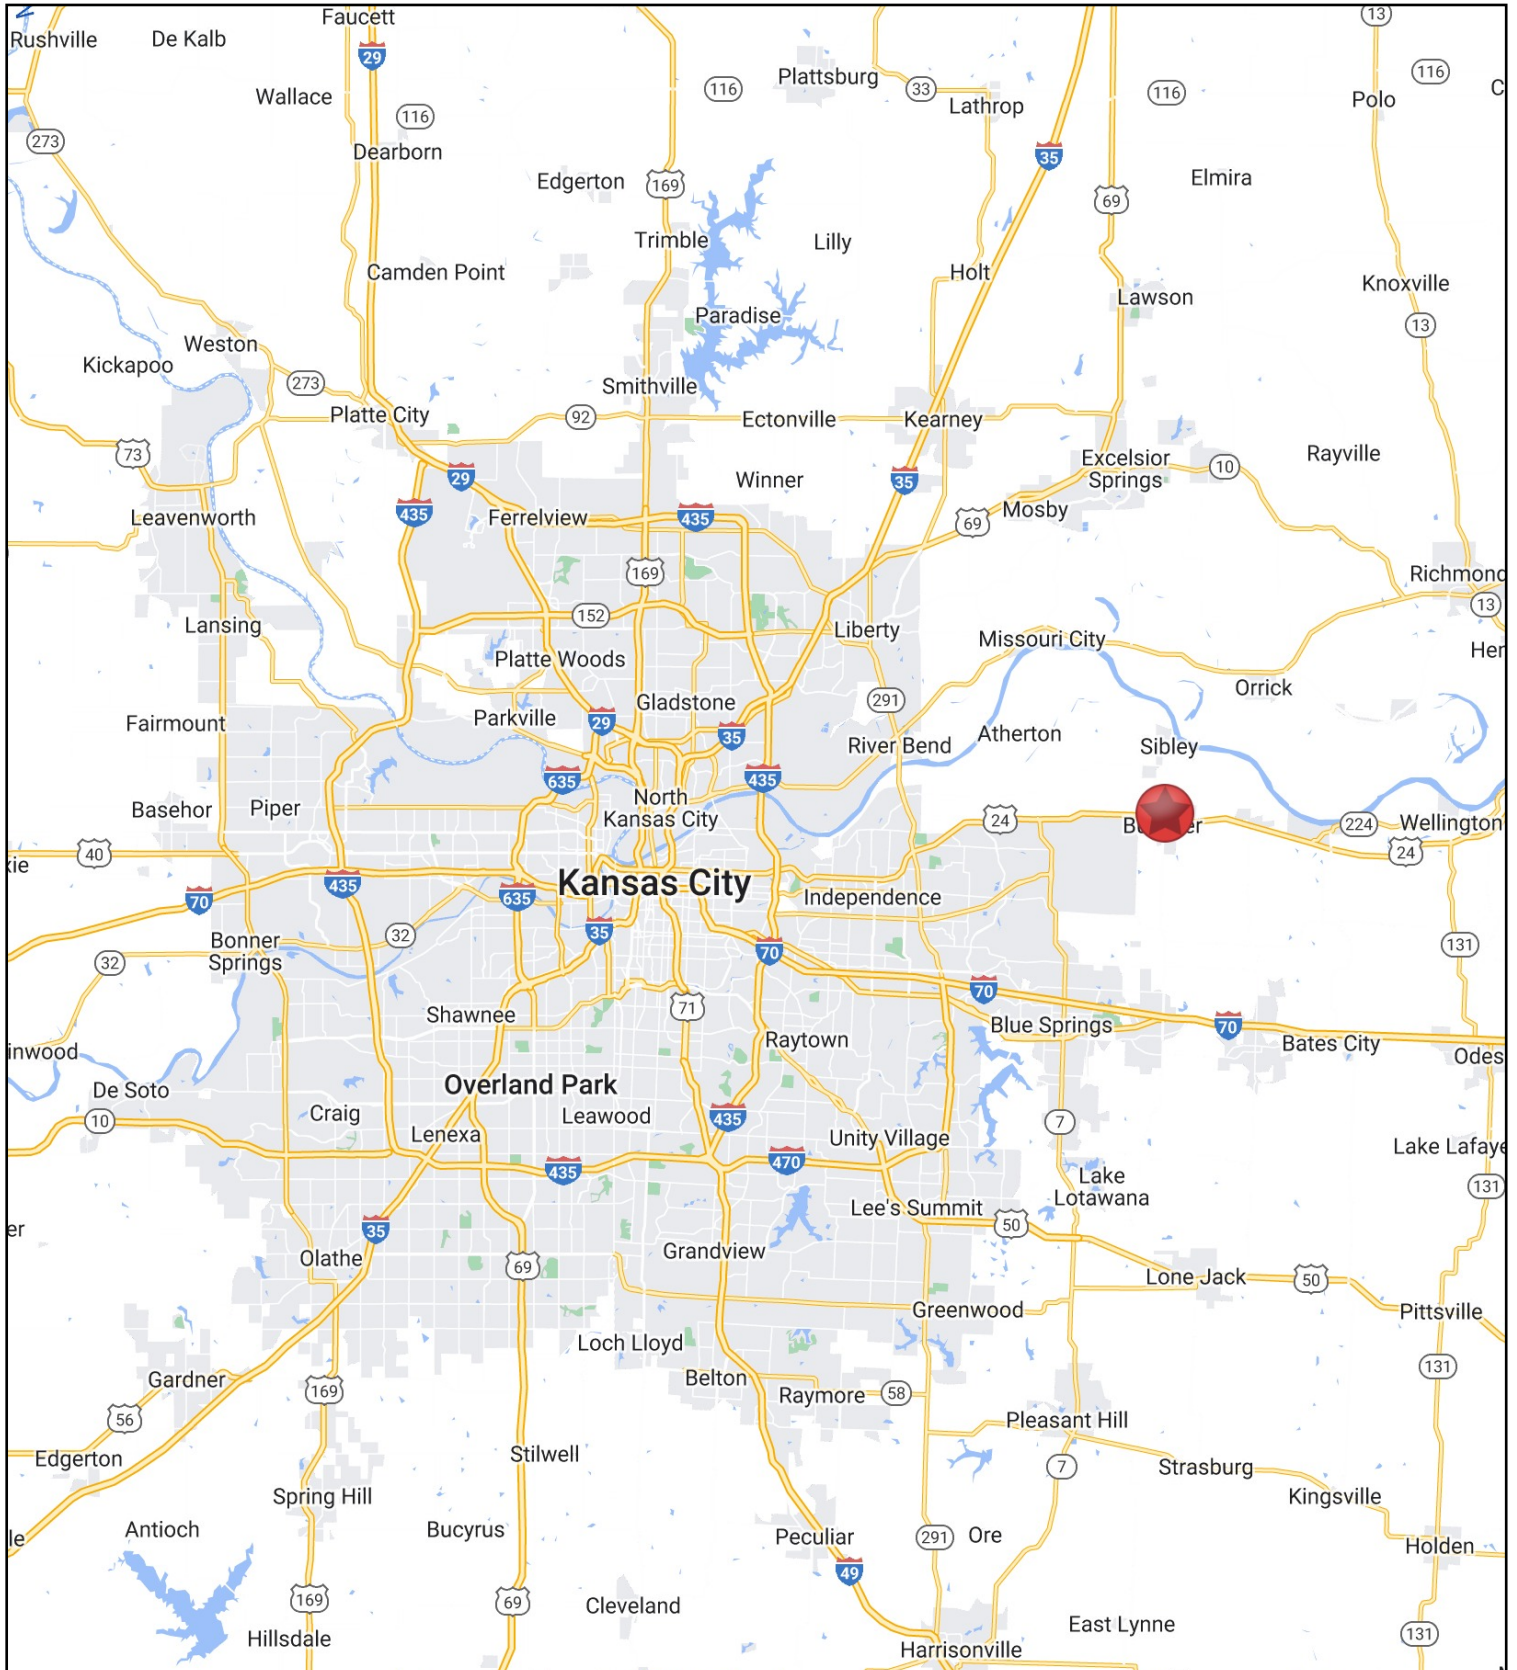 Faucett
13
Rushville
De Kalb
29
116
Plattsburg
116
33
116
C
Wallace
Lathrop
Polo
116
273
Dearborn
35
Edgerton
169
Elmira
69
Trimble
Lilly
Camden Point
Holt
Knoxville
Lawson
Paradise
13
Weston
Kickapoo
273
Smithville
Platte City
92
Ectonville
Kearney
73
Excelsior
Springs
10
Rayville
29
Winner
35
435
Leavenworth
Ferrelview
435
69
Mosby
169
Richmond
13
152
Lansing
Liberty
Missouri City
Her
Platte Woods
Orrick
Gladstone
291
Parkville
29
Fairmount
35
River Bend
Atherton
Sibley
635
435
North
Kansas City
Basehor
Piper
24
224
Wellington
40
24
xie
Kansas City
435
70
635
Independence
35
32
Bonner
Springs
131
32
70
70
71
Shawnee
Blue Springs
70
Raytown
Bates City
inwood
Odes
De Soto
Overland Park
10
Craig
Leawood
435
7
Lenexa
Unity Village
Lake Lafaye
435
470
Lake
Lotawana
131
Lee's Summit
50
er
35
Olathe
69
Grandview
Lone Jack
50
Greenwood
Pittsville
Loch Lloyd
131
Gardner
Belton
169
Raymore
58
56
Pleasant Hill
Edgerton
Stilwell
7
Strasburg
Spring Hill
Kingsville
Antioch
Bucyrus
Peculiar
291
Ore
le
Holden
49
169
69
Cleveland
East Lynne
131
Hillsdale
Harrisonville